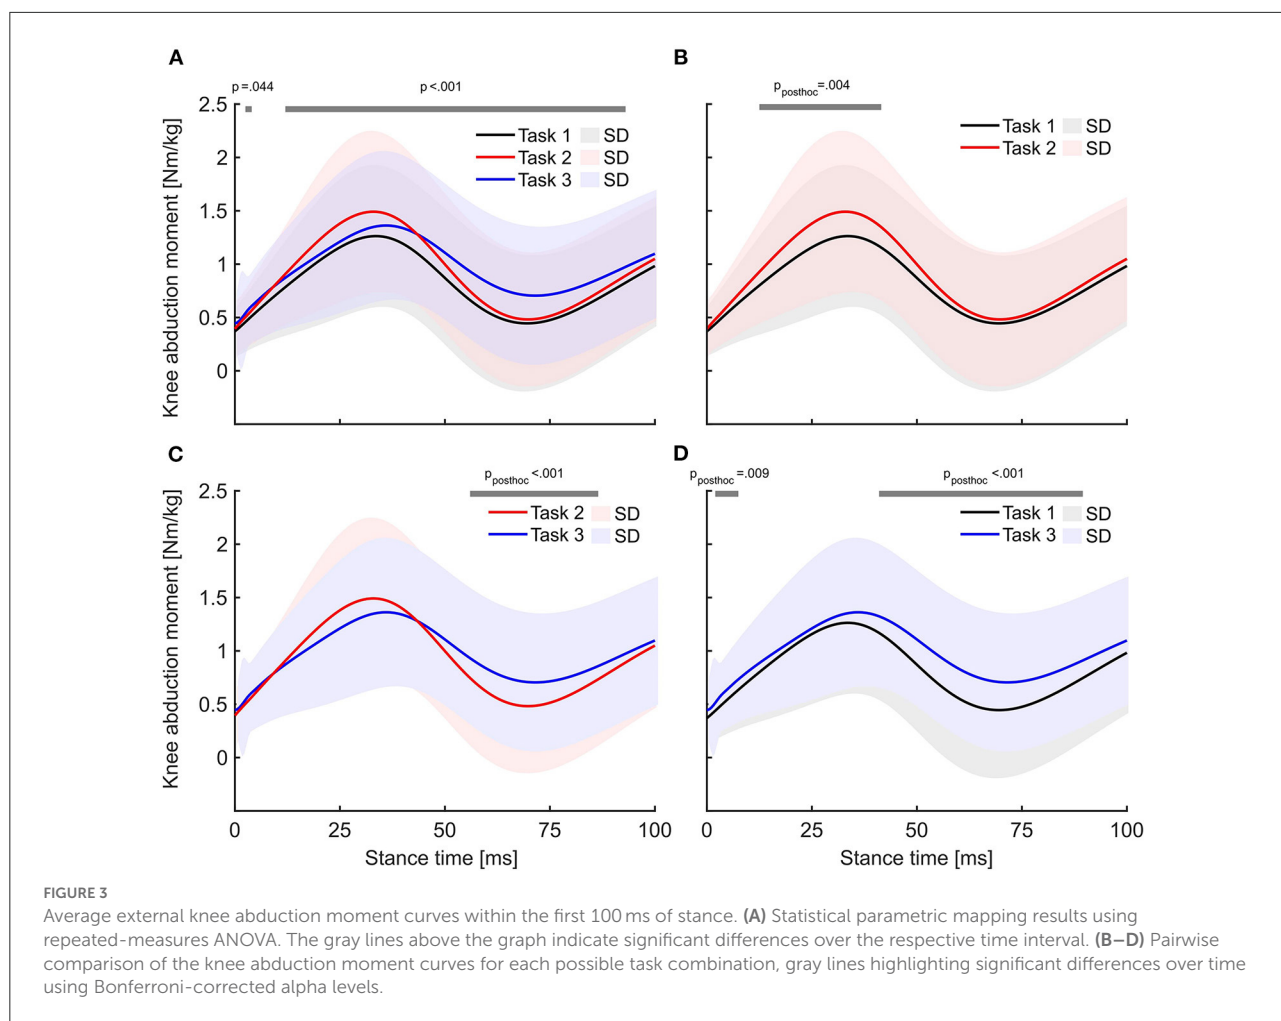 A
p=.044
p<.001
2.5
2
1.5
1
0.5
0
Knee abduction moment [Nm/kg]
Task 1 SD
Task 2 SD
Task 3 SD
B
pposthoc=.004
Task 1 SD
Task 2 SD
C
pposthoc<.001
2.5
2
1.5
1
0.5
0
Knee abduction moment [Nm/kg]
Task 2 SD
Task 3 SD
0 25 50 75 100
Stance time [ms]
D
pposthoc=.009
pposthoc<.001
Task 1 SD
Task 3 SD
0 25 50 75 100
Stance time [ms]
FIGURE 3
Average external knee abduction moment curves within the first 100 ms of stance. (A) Statistical parametric mapping results using
repeated-measures ANOVA. The gray lines above the graph indicate significant differences over the respective time interval. (B–D) Pairwise
comparison of the knee abduction moment curves for each possible task combination, gray lines highlighting significant differences over time
using Bonferroni-corrected alpha levels.